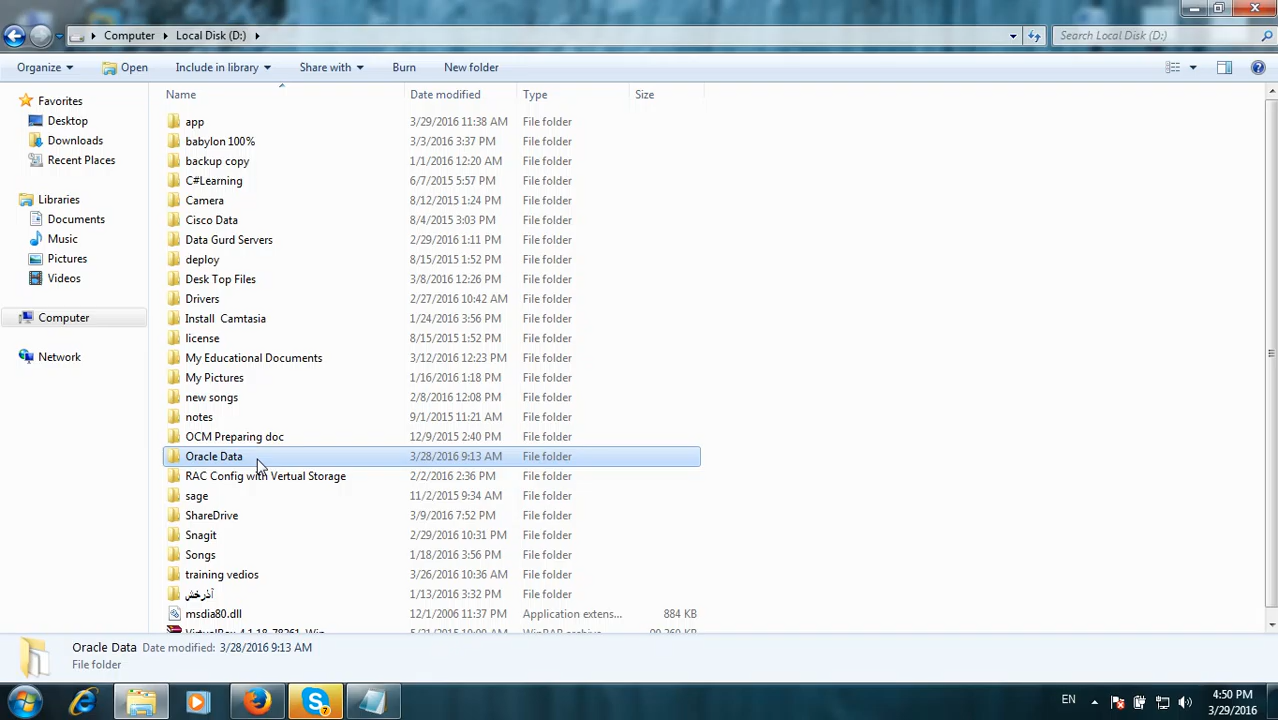 Computer Local Disk (D:) Search Local Disk (D:)
Organize Open Include in library Share with Burn New folder
Name Date modified Type Size
Favorites
Desktop
Downloads
Recent Places
Libraries
Documents
Music
Pictures
Videos
Computer
Network
app 3/29/2016 11:38 AM File folder
babylon 100% 3/3/2016 3:37 PM File folder
backup copy 1/1/2016 12:20 AM File folder
C#Learning 6/7/2015 5:57 PM File folder
Camera 8/12/2015 1:24 PM File folder
Cisco Data 8/4/2015 3:03 PM File folder
Data Gurd Servers 2/29/2016 1:11 PM File folder
deploy 8/15/2015 1:52 PM File folder
Desk Top Files 3/8/2016 12:26 PM File folder
Drivers 2/27/2016 10:42 AM File folder
Install Camtasia 1/24/2016 3:56 PM File folder
license 8/15/2015 1:52 PM File folder
My Educational Documents 3/12/2016 12:23 PM File folder
My Pictures 1/16/2016 1:18 PM File folder
new songs 2/8/2016 12:08 PM File folder
notes 9/1/2015 11:21 AM File folder
OCM Preparing doc 12/9/2015 2:40 PM File folder
Oracle Data 3/28/2016 9:13 AM File folder
RAC Config with Vertual Storage 2/2/2016 2:36 PM File folder
sage 11/2/2015 9:34 AM File folder
ShareDrive 3/9/2016 7:52 PM File folder
Snagit 2/29/2016 10:31 PM File folder
Songs 1/18/2016 3:56 PM File folder
training vedios 3/26/2016 10:36 AM File folder
آذرخش 1/13/2016 3:32 PM File folder
msdia80.dll 12/1/2006 11:37 PM Application extens... 884 KB
VirtualBox-4.1.18-78361-Win 5/21/2015 10:00 AM WinRAR archive
Oracle Data Date modified: 3/28/2016 9:13 AM
File folder
7
EN
4:50 PM
3/29/2016